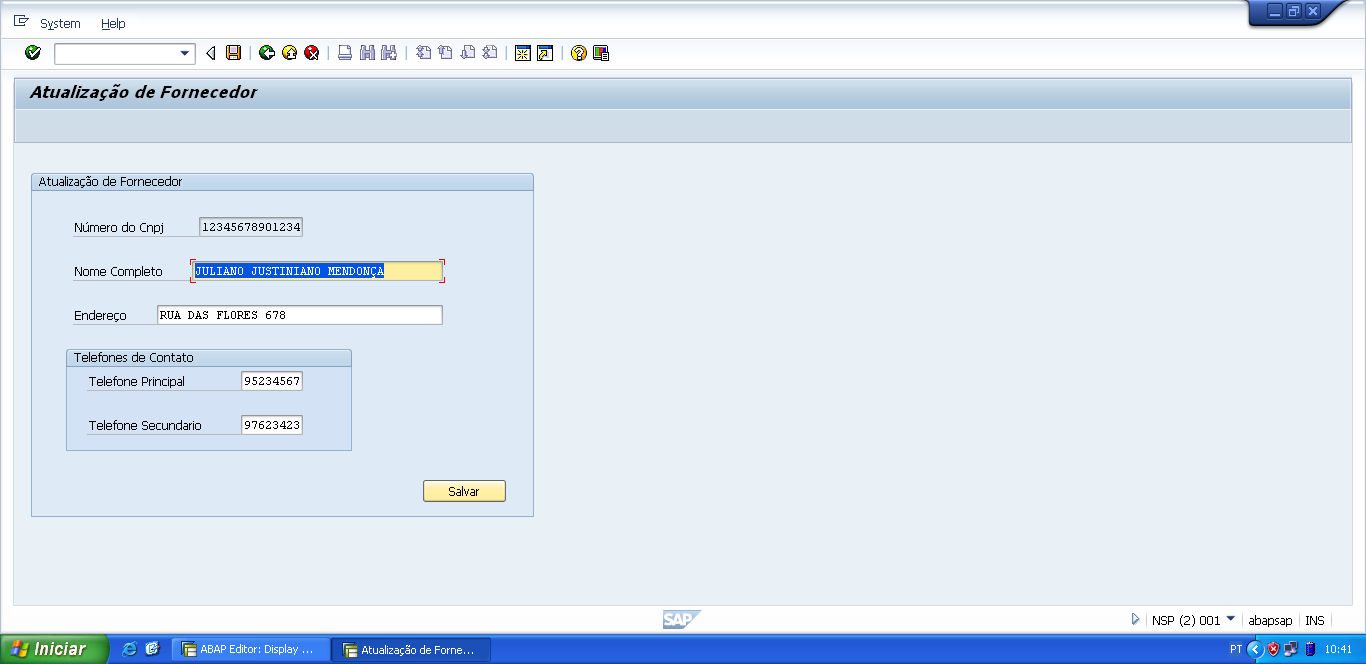 System Help
Atualização de Fornecedor
Atualização de Fornecedor
Número do Cnpj 12345678901234
Nome Completo JULIANO JUSTINIANO MENDONÇA
Endereço RUA DAS FLORES 678
Telefones de Contato
Telefone Principal 95234567
Telefone Secundario 97623423
Salvar
SAP NSP (2) 001 abapsap INS
Iniciar ABAP Editor: Display ... Atualização de Forne... PT 10:41